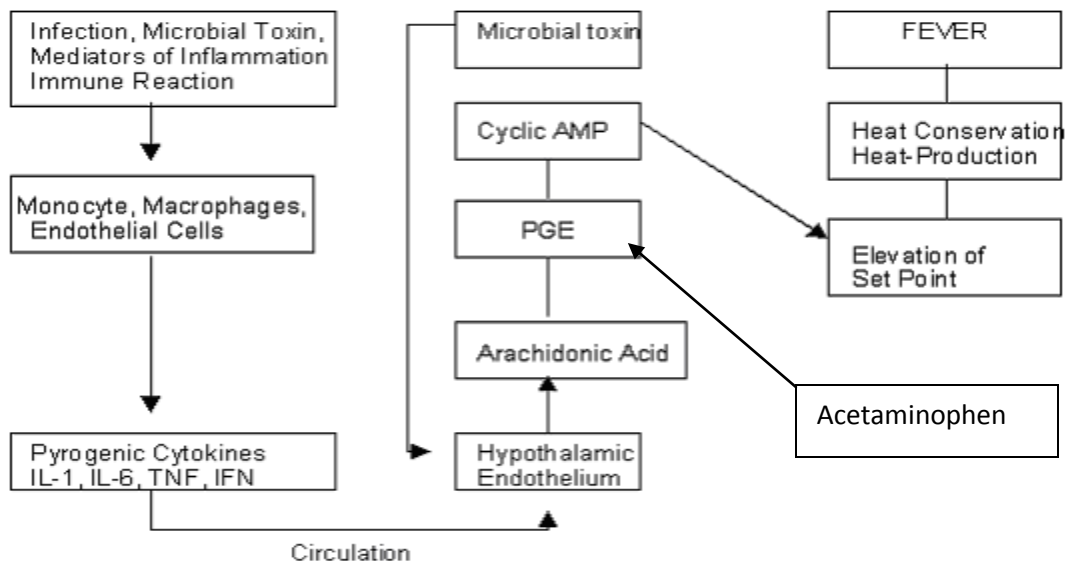 Infection, Microbial Toxin,
Mediators of Inflammation
Immune Reaction
Monocyte, Macrophages,
Endothelial Cells
Pyrogenic Cytokines
IL-1, IL-6, TNF, IFN
Circulation
Microbial toxin
Cyclic AMP
PGE
Arachidonic Acid
Hypothalamic
Endothelium
FEVER
Heat Conservation
Heat-Production
Elevation of
Set Point
Acetaminophen